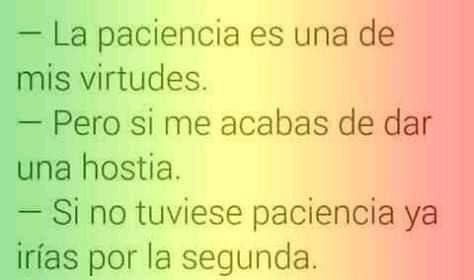 — La paciencia es una de
mis virtudes.
— Pero si me acabas de dar
una hostia.
— Si no tuviese paciencia ya
irías por la segunda.